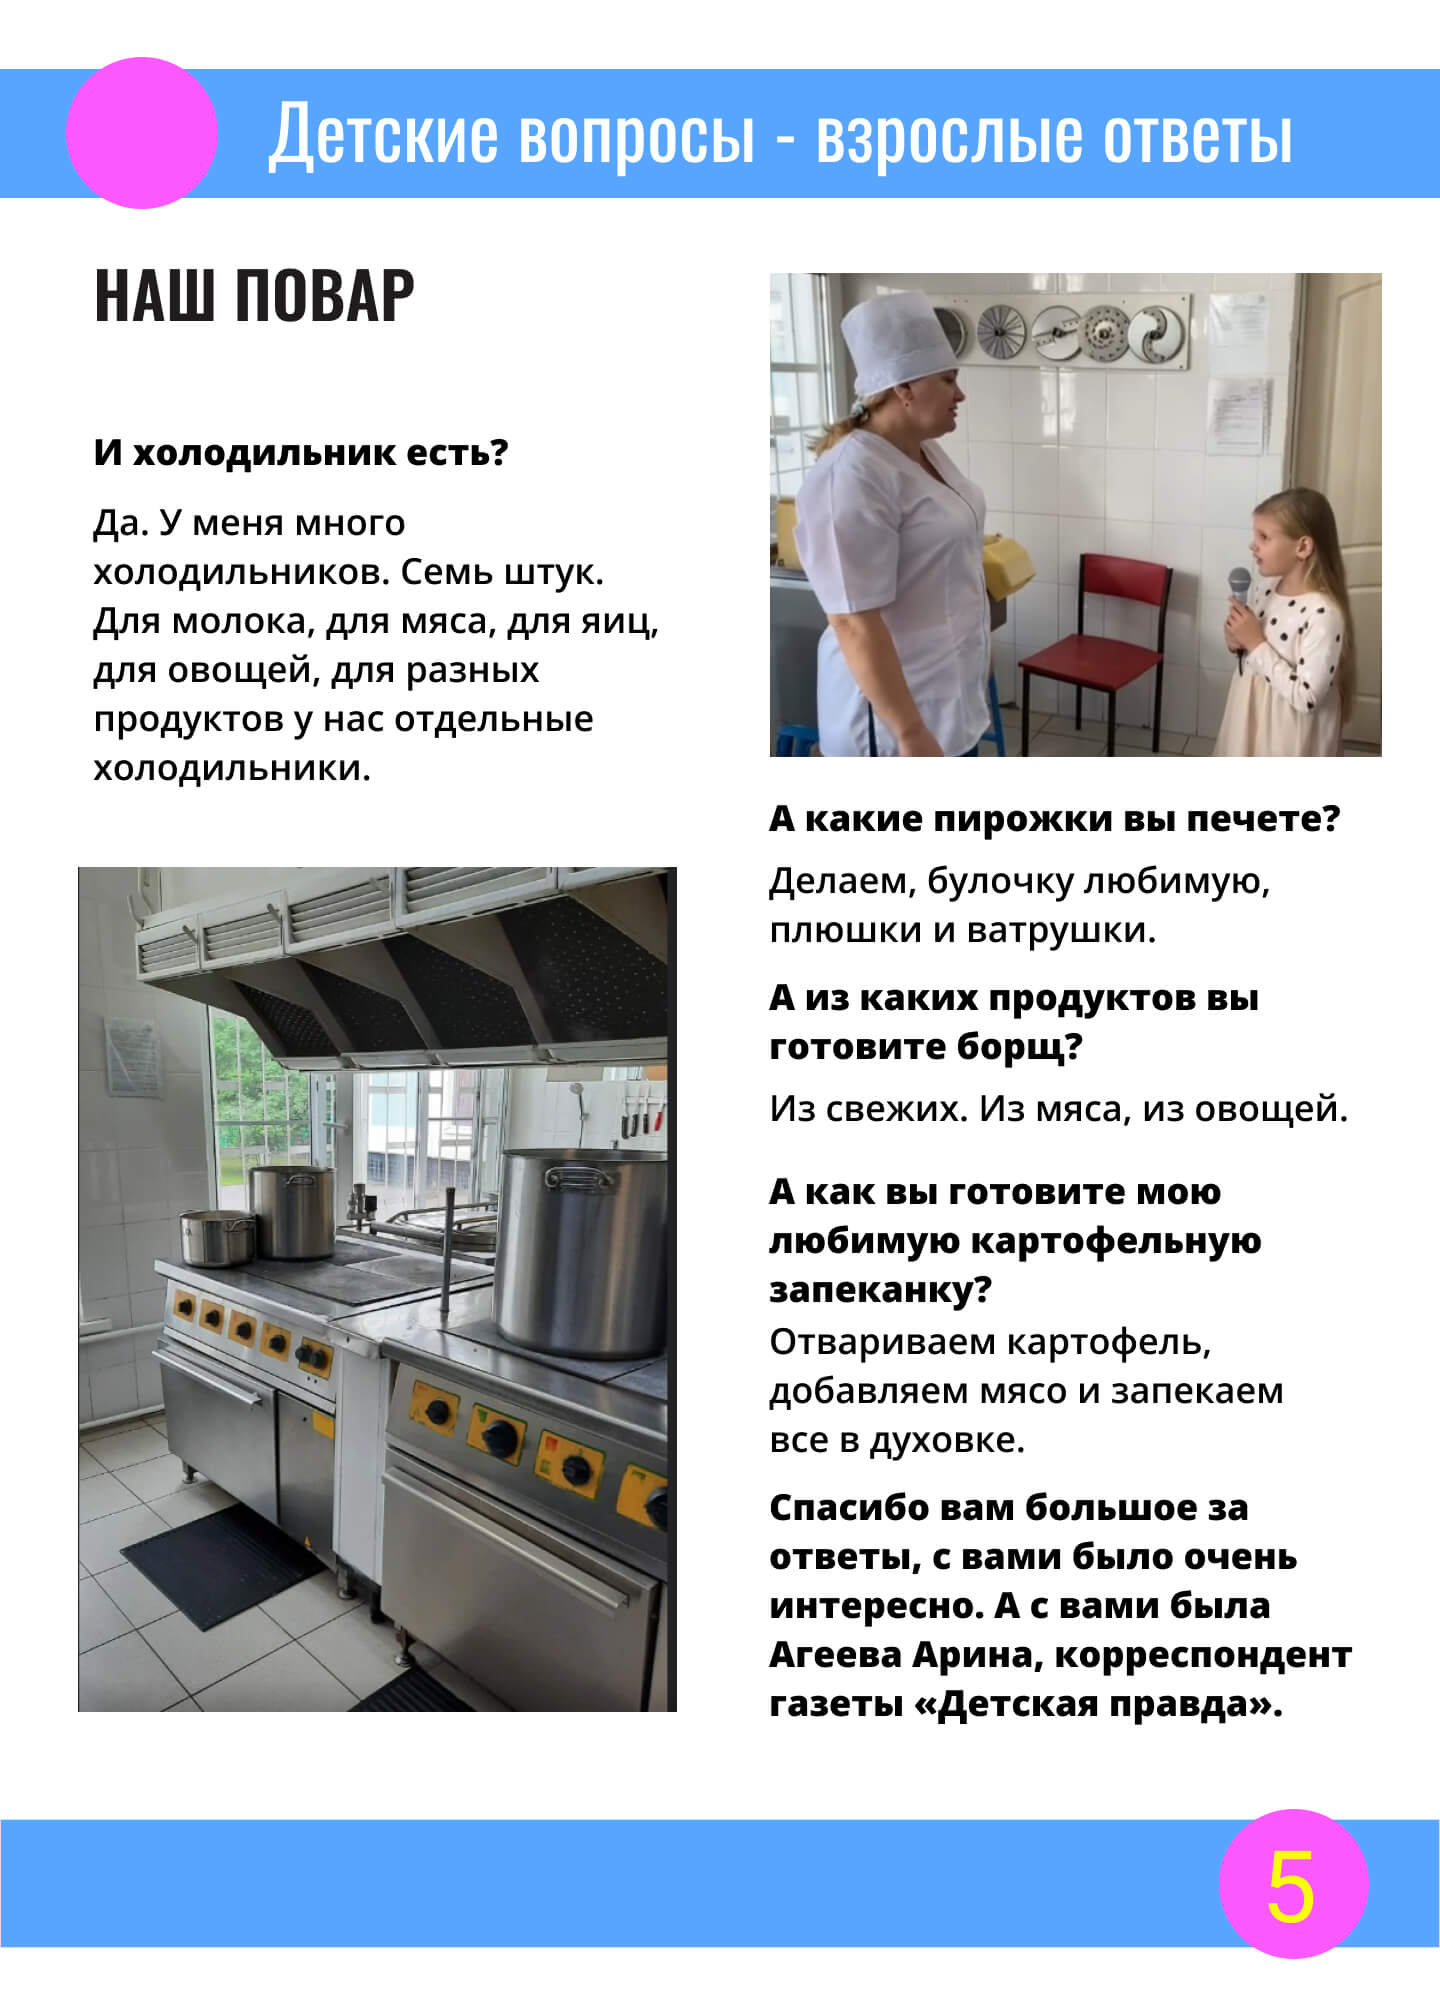 Детские вопросы - взрослые ответы
НАШ ПОВАР
И холодильник есть?
Да. У меня много
холодильников. Семь штук.
Для молока, для мяса, для яиц,
для овощей, для разных
продуктов у нас отдельные
холодильники.
А какие пирожки вы печете?
Делаем, булочку любимую,
плюшки и ватрушки.
А из каких продуктов вы
готовите борщ?
Из свежих. Из мяса, из овощей.
А как вы готовите мою
любимую картофельную
запеканку?
Отвариваем картофель,
добавляем мясо и запекаем
все в духовке.
Спасибо вам большое за
ответы, с вами было очень
интересно. А с вами была
Агеева Арина, корреспондент
газеты «Детская правда».
5